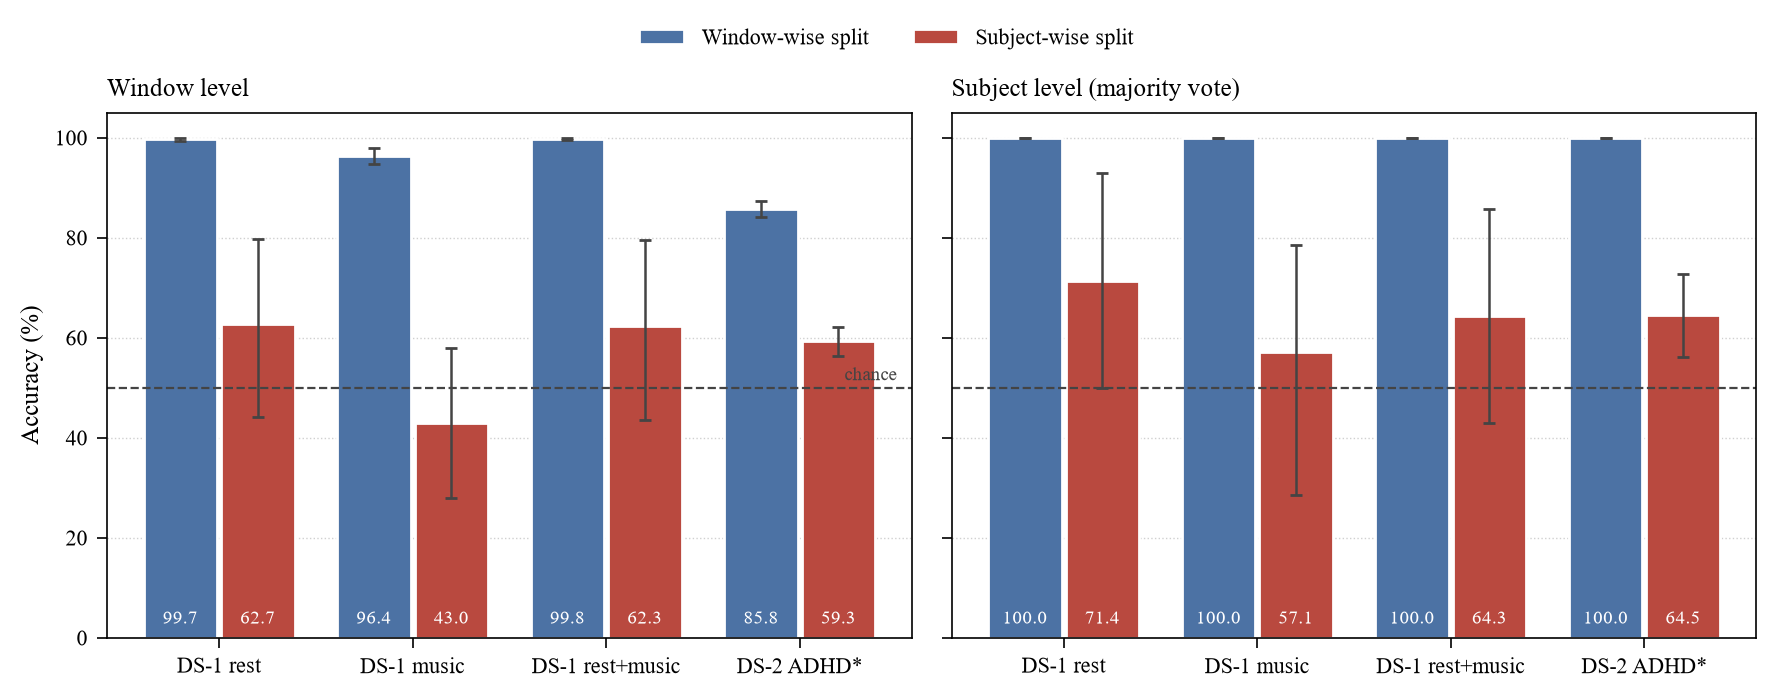 Window-wise split
Subject-wise split
Window level
Subject level (majority vote)
Accuracy (%)
100
80
60
40
20
0
chance
99.7 62.7 96.4 43.0 99.8 62.3 85.8 59.3
100.0 71.4 100.0 57.1 100.0 64.3 100.0 64.5
DS-1 rest DS-1 music DS-1 rest+music DS-2 ADHD*
DS-1 rest DS-1 music DS-1 rest+music DS-2 ADHD*